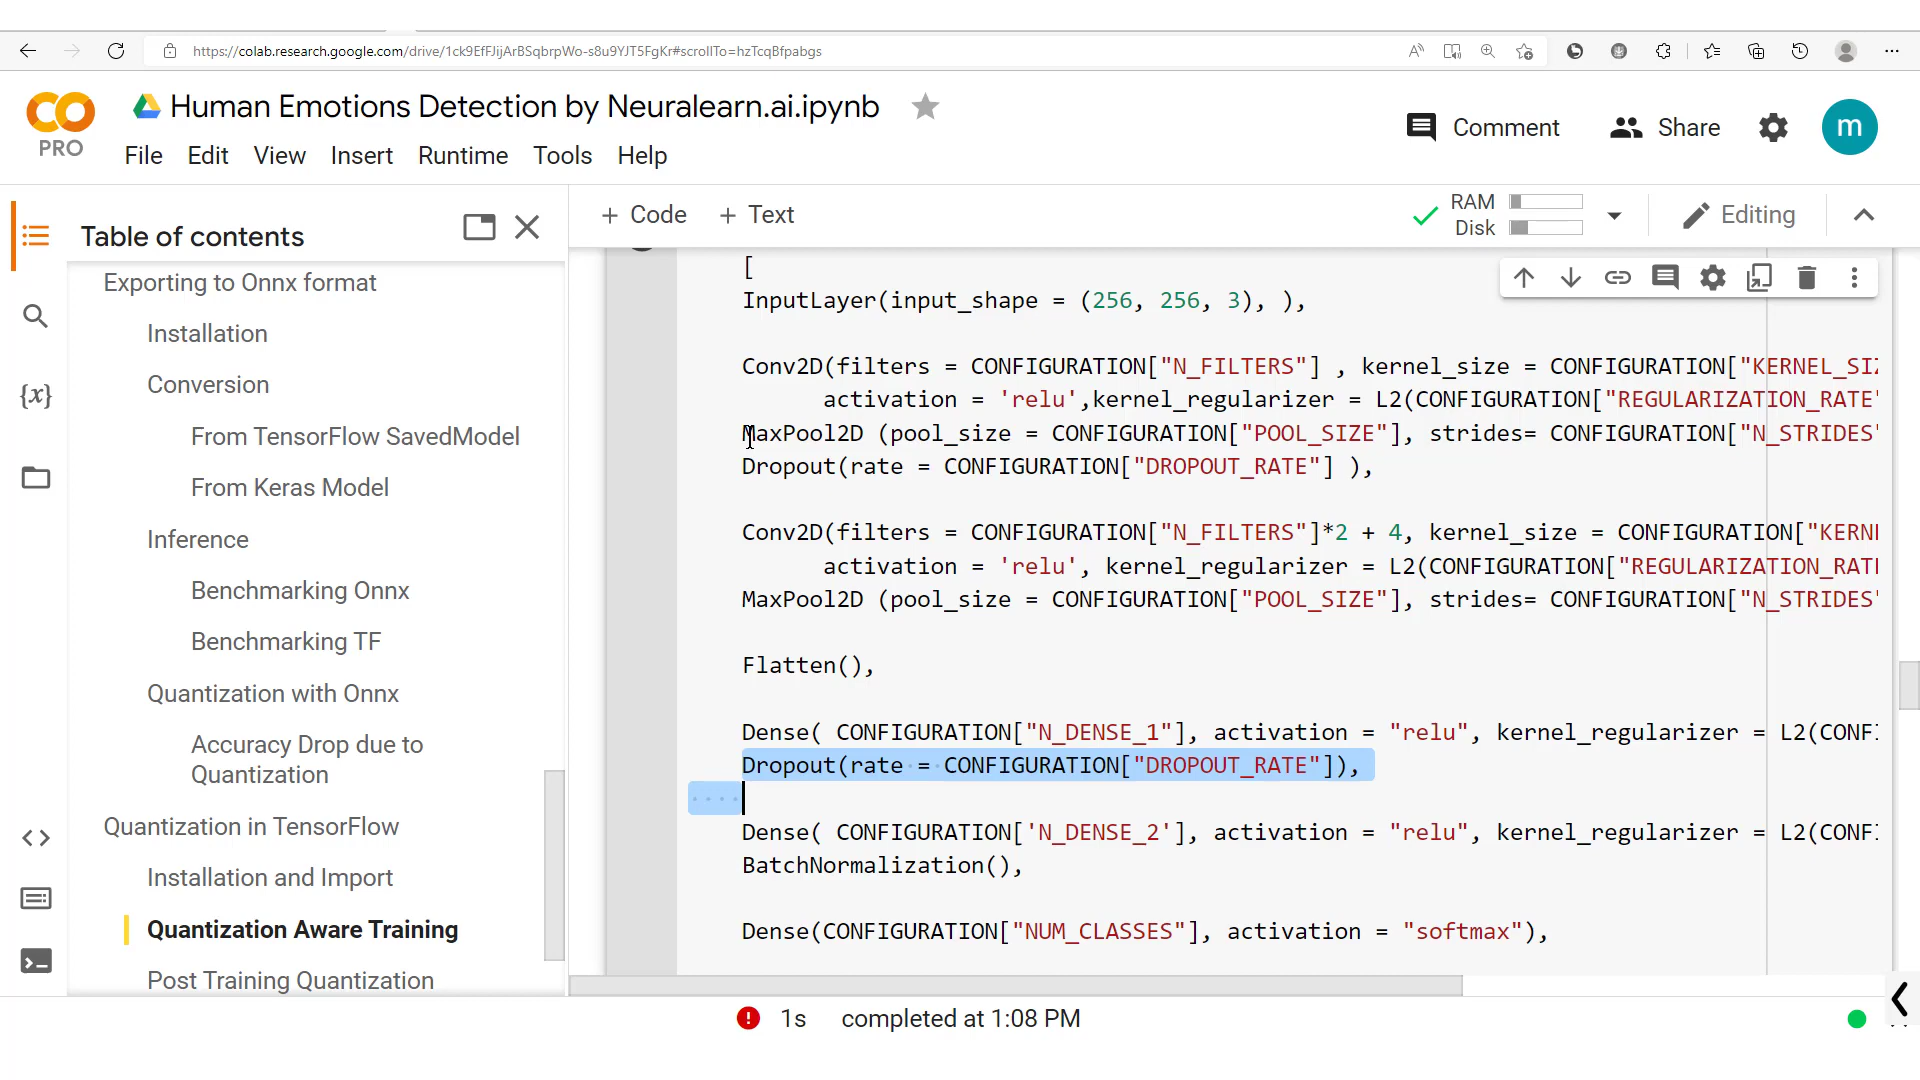 https://colab.research.google.com/drive/1ck9EfFJijArBSqbrpWo-s8u9YJT5FgKr#scrollTo=hzTcqBfpabgs
Human Emotions Detection by Neuralearn.ai.ipynb
PRO
File Edit View Insert Runtime Tools Help
Comment
Share
m
Table of contents
+ Code + Text
RAM
Disk
Editing
Exporting to Onnx format
Installation
Conversion
From TensorFlow SavedModel
From Keras Model
Inference
Benchmarking Onnx
Benchmarking TF
Quantization with Onnx
Accuracy Drop due to
Quantization
Quantization in TensorFlow
Installation and Import
Quantization Aware Training
Post Training Quantization
[
InputLayer(input_shape = (256, 256, 3), ),
Conv2D(filters = CONFIGURATION["N_FILTERS"] , kernel_size = CONFIGURATION["KERNEL_SIZ
activation = 'relu',kernel_regularizer = L2(CONFIGURATION["REGULARIZATION_RATE"
MaxPool2D (pool_size = CONFIGURATION["POOL_SIZE"], strides= CONFIGURATION["N_STRIDES"
Dropout(rate = CONFIGURATION["DROPOUT_RATE"] ),
Conv2D(filters = CONFIGURATION["N_FILTERS"]*2 + 4, kernel_size = CONFIGURATION["KERN
activation = 'relu', kernel_regularizer = L2(CONFIGURATION["REGULARIZATION_RAT
MaxPool2D (pool_size = CONFIGURATION["POOL_SIZE"], strides= CONFIGURATION["N_STRIDES"
Flatten(),
Dense( CONFIGURATION["N_DENSE_1"], activation = "relu", kernel_regularizer = L2(CONF
Dropout(rate = CONFIGURATION["DROPOUT_RATE"]),
Dense( CONFIGURATION['N_DENSE_2'], activation = "relu", kernel_regularizer = L2(CONF
BatchNormalization(),
Dense(CONFIGURATION["NUM_CLASSES"], activation = "softmax"),
1s completed at 1:08 PM